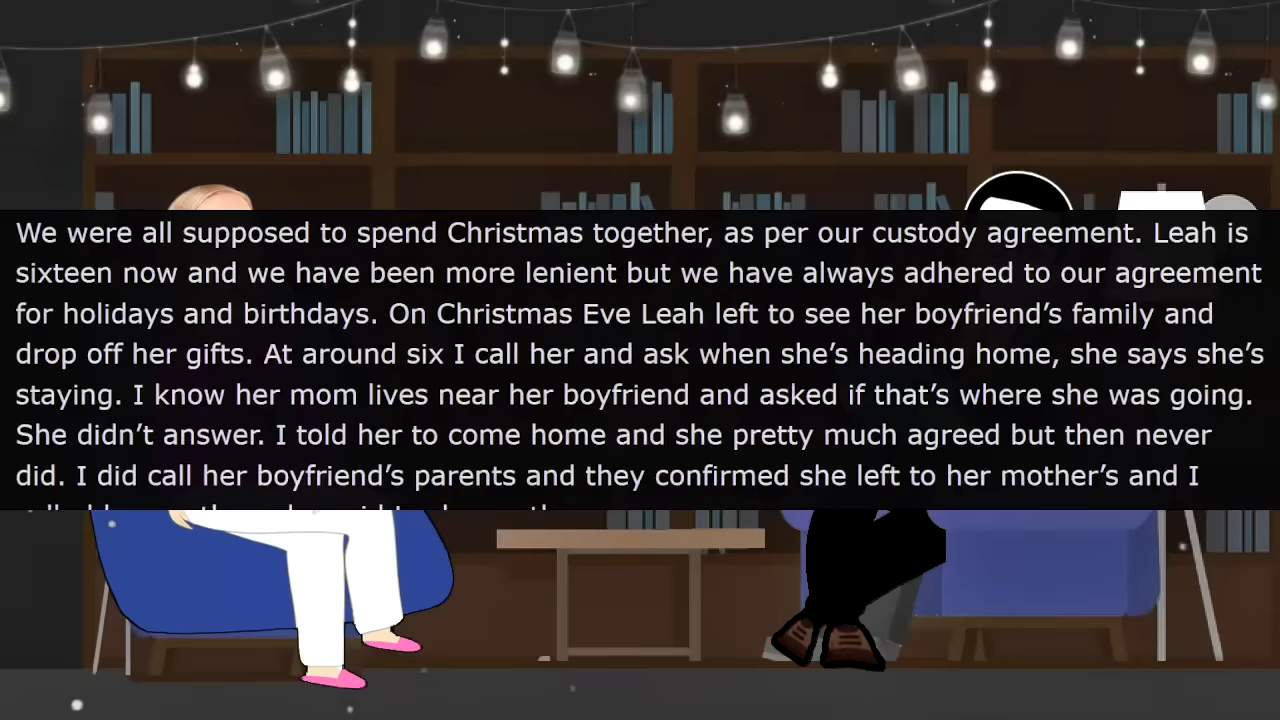 We were all supposed to spend Christmas together, as per our custody agreement. Leah is
sixteen now and we have been more lenient but we have always adhered to our agreement
for holidays and birthdays. On Christmas Eve Leah left to see her boyfriend’s family and
drop off her gifts. At around six I call her and ask when she’s heading home, she says she’s
staying. I know her mom lives near her boyfriend and asked if that’s where she was going.
She didn’t answer. I told her to come home and she pretty much agreed but then never
did. I did call her boyfriend’s parents and they confirmed she left to her mother’s and I